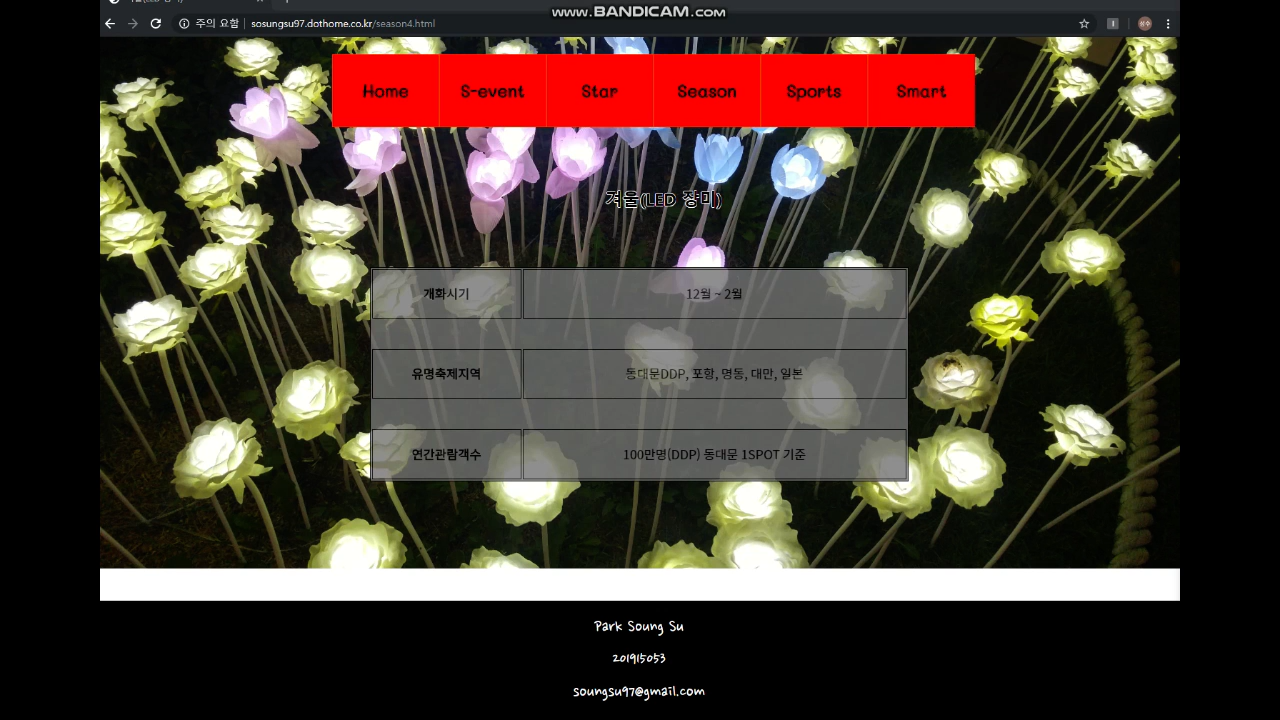 WWW.BANDICAM.COM
주의 요함 | sosungsu97.dothome.co.kr/season4.html
Home S-event Star Season Sports Smart
겨울(LED 장미)
개화시기 12월 ~ 2월
유명축제지역 동대문DDP, 포항, 명동, 대만, 일본
연간관람객수 100만명(DDP) 동대문 1SPOT 기준
Park Soung Su
201915053
soungsu97@gmail.com